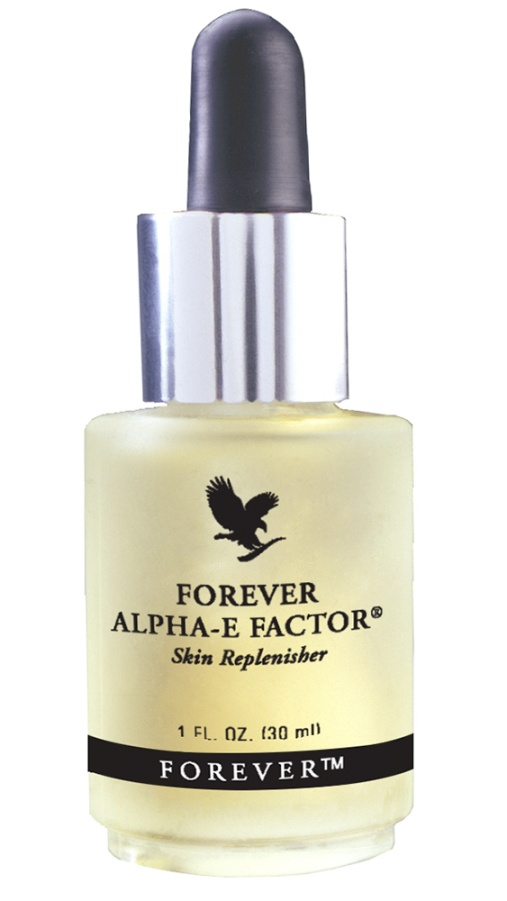 FOREVER
ALPHA-E FACTOR®
Skin Replenisher
1 FL. OZ. (30 ml)
FOREVER™